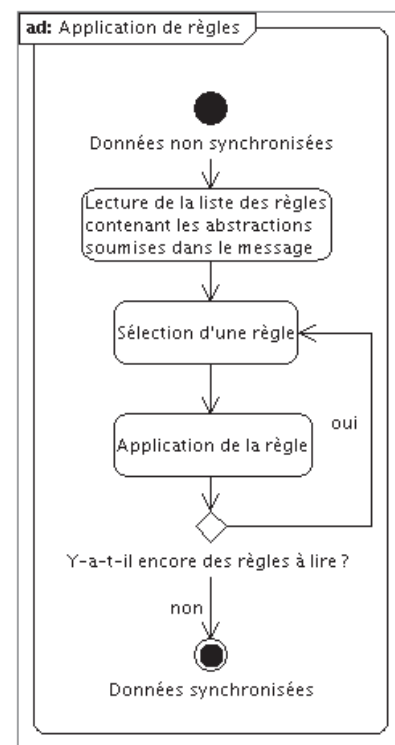 ad: Application de règles
Données non synchronisées
Lecture de la liste des règles
contenant les abstractions
soumises dans le message
Sélection d'une règle
Application de la règle
oui
Y-a-t-il encore des règles à lire ?
non
Données synchronisées